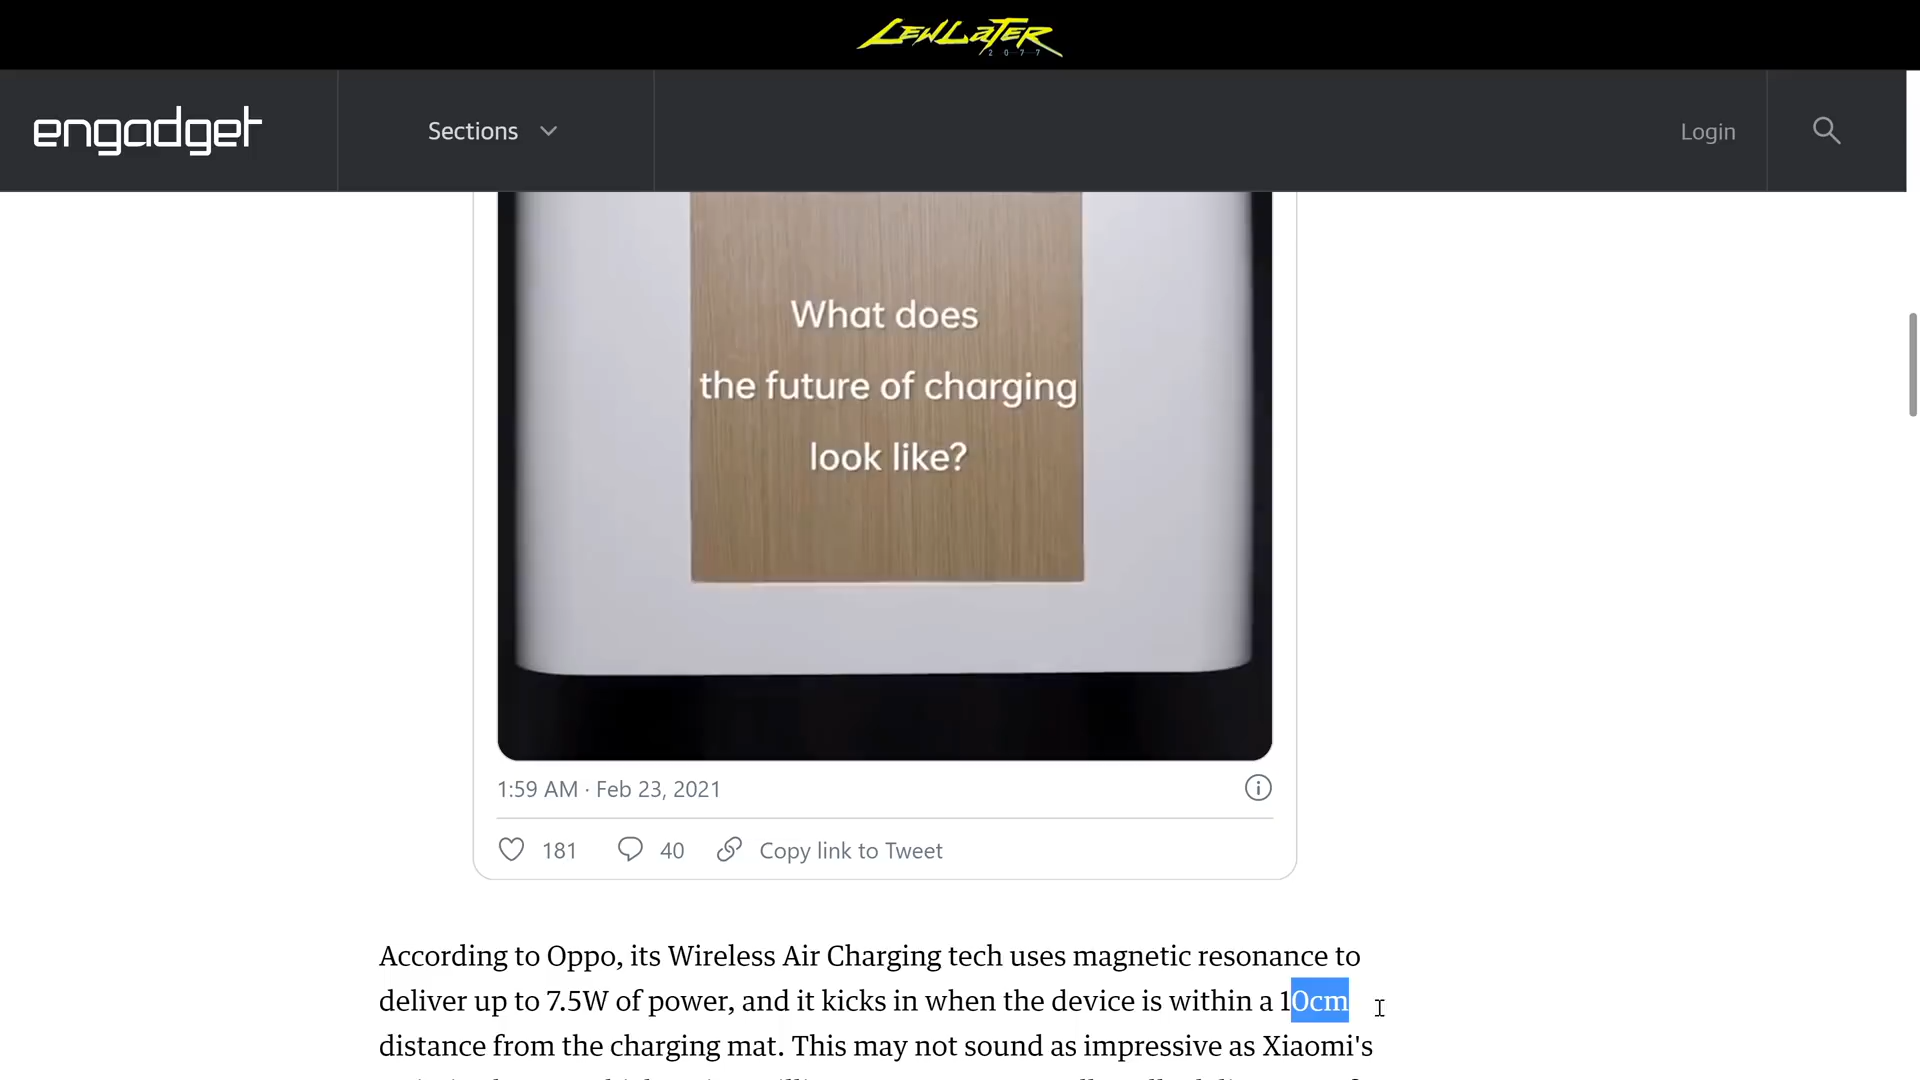 LEWLATER
2077
engadget
Sections
Login
What does
the future of charging
look like?
1:59 AM · Feb 23, 2021
181
40
Copy link to Tweet
According to Oppo, its Wireless Air Charging tech uses magnetic resonance to
deliver up to 7.5W of power, and it kicks in when the device is within a 10cm
distance from the charging mat. This may not sound as impressive as Xiaomi's